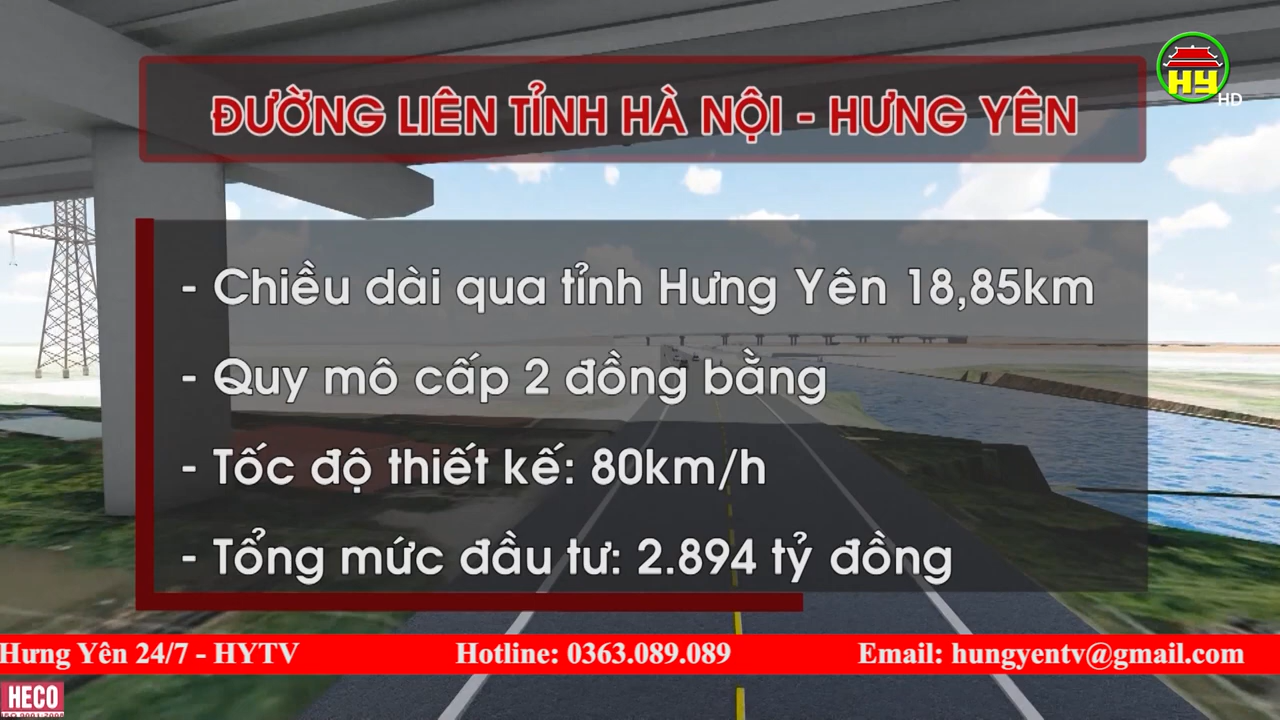 HY
HD
ĐƯỜNG LIÊN TỈNH HÀ NỘI - HƯNG YÊN
- Chiều dài qua tỉnh Hưng Yên 18,85km
- Quy mô cấp 2 đồng bằng
- Tốc độ thiết kế: 80km/h
- Tổng mức đầu tư: 2.894 tỷ đồng
Hưng Yên 24/7 - HYTV Hotline: 0363.089.089 Email: hungyentv@gmail.com
HECO